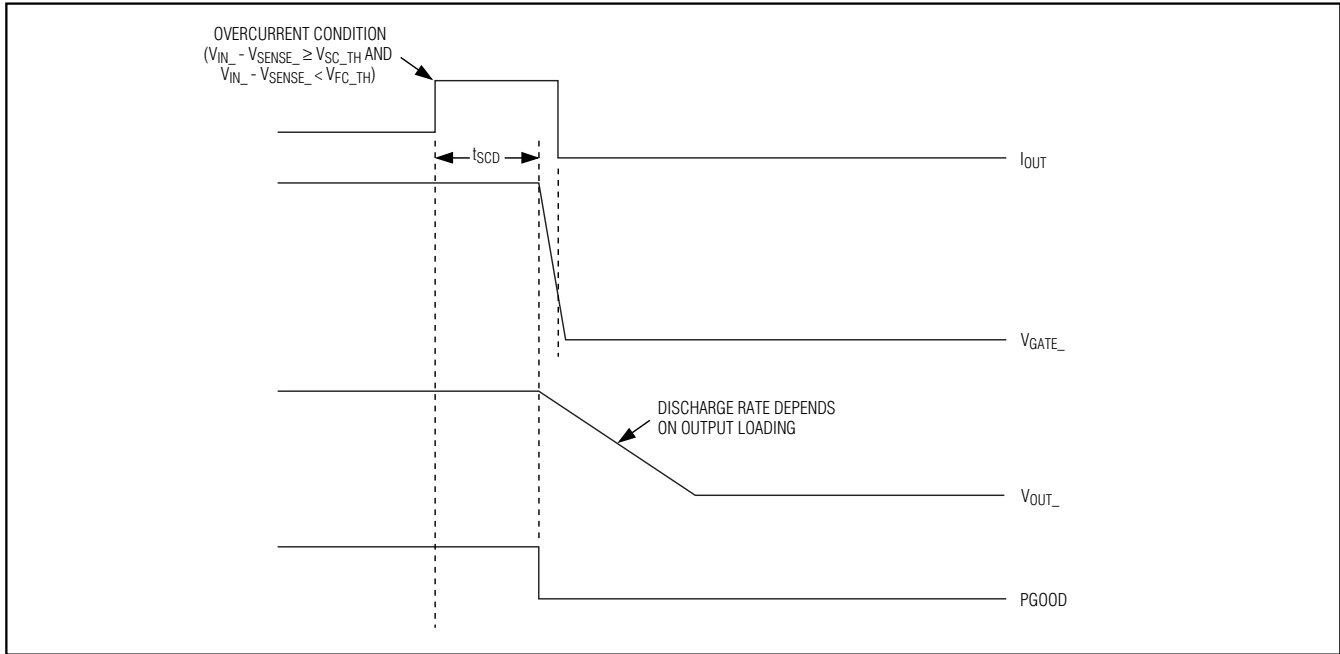 OVERCURRENT CONDITION
(VIN_ - VSENSE_ ≥ VSC_TH AND
VIN_ - VSENSE_ < VFC_TH)
tSCD
IOUT
VGATE_
DISCHARGE RATE DEPENDS
ON OUTPUT LOADING
VOUT_
PGOOD